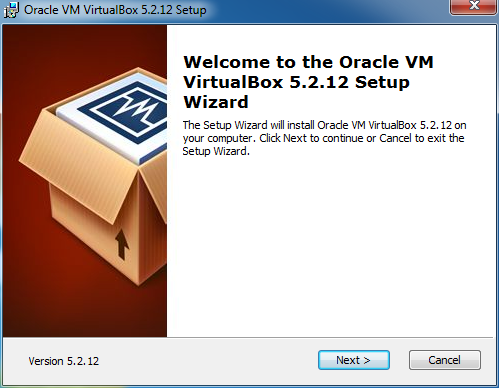 Oracle VM VirtualBox 5.2.12 Setup
Welcome to the Oracle VM
VirtualBox 5.2.12 Setup
Wizard
The Setup Wizard will install Oracle VM VirtualBox 5.2.12 on
your computer. Click Next to continue or Cancel to exit the
Setup Wizard.
Version 5.2.12
Next >
Cancel